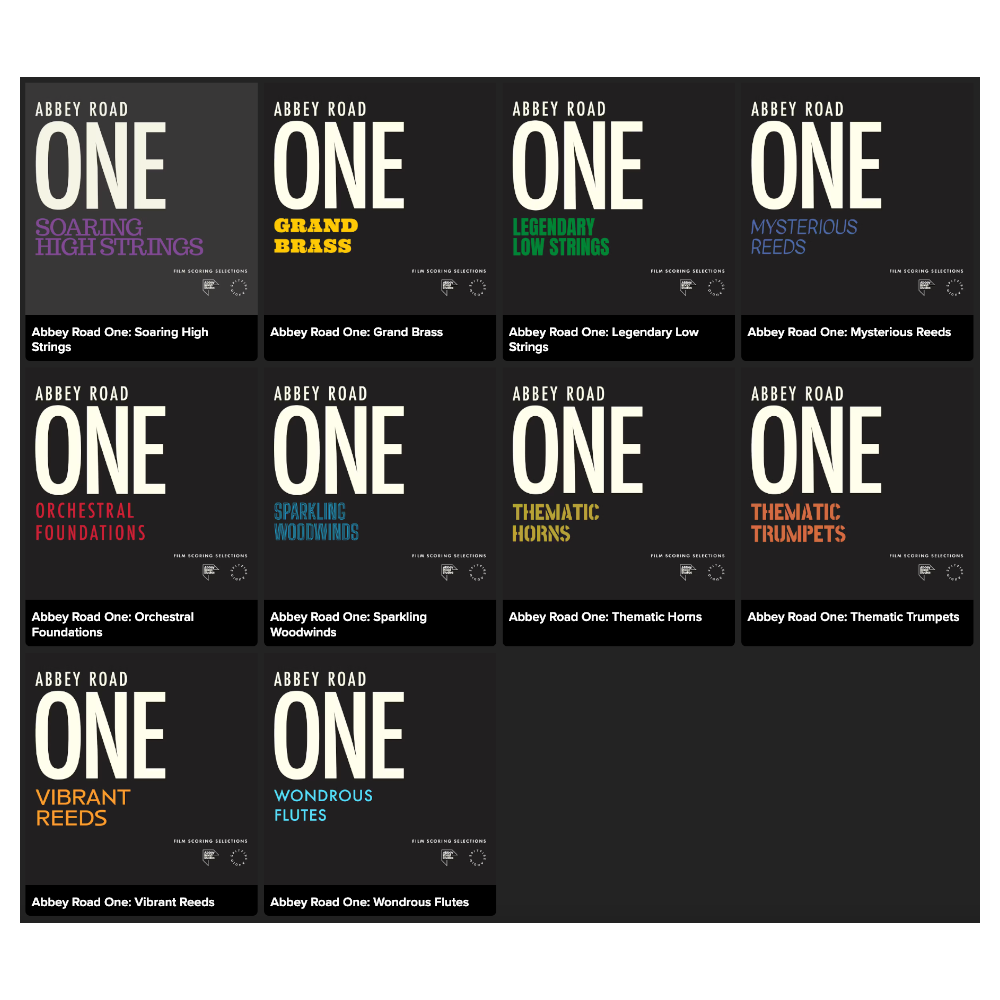 ABBEY ROAD
ONE
SOARING
HIGH STRINGS
FILM SCORING SELECTIONS
Abbey Road One: Soaring High
Strings
ABBEY ROAD
ONE
GRAND
BRASS
FILM SCORING SELECTIONS
Abbey Road One: Grand Brass
ABBEY ROAD
ONE
LEGENDARY
LOW STRINGS
FILM SCORING SELECTIONS
Abbey Road One: Legendary Low
Strings
ABBEY ROAD
ONE
MYSTERIOUS
REEDS
FILM SCORING SELECTIONS
Abbey Road One: Mysterious Reeds
ABBEY ROAD
ONE
ORCHESTRAL
FOUNDATIONS
FILM SCORING SELECTIONS
Abbey Road One: Orchestral
Foundations
ABBEY ROAD
ONE
SPARKLING
WOODWINDS
FILM SCORING SELECTIONS
Abbey Road One: Sparkling
Woodwinds
ABBEY ROAD
ONE
THEMATIC
HORNS
FILM SCORING SELECTIONS
Abbey Road One: Thematic Horns
ABBEY ROAD
ONE
THEMATIC
TRUMPETS
FILM SCORING SELECTIONS
Abbey Road One: Thematic Trumpets
ABBEY ROAD
ONE
VIBRANT
REEDS
FILM SCORING SELECTIONS
Abbey Road One: Vibrant Reeds
ABBEY ROAD
ONE
WONDROUS
FLUTES
FILM SCORING SELECTIONS
Abbey Road One: Wondrous Flutes